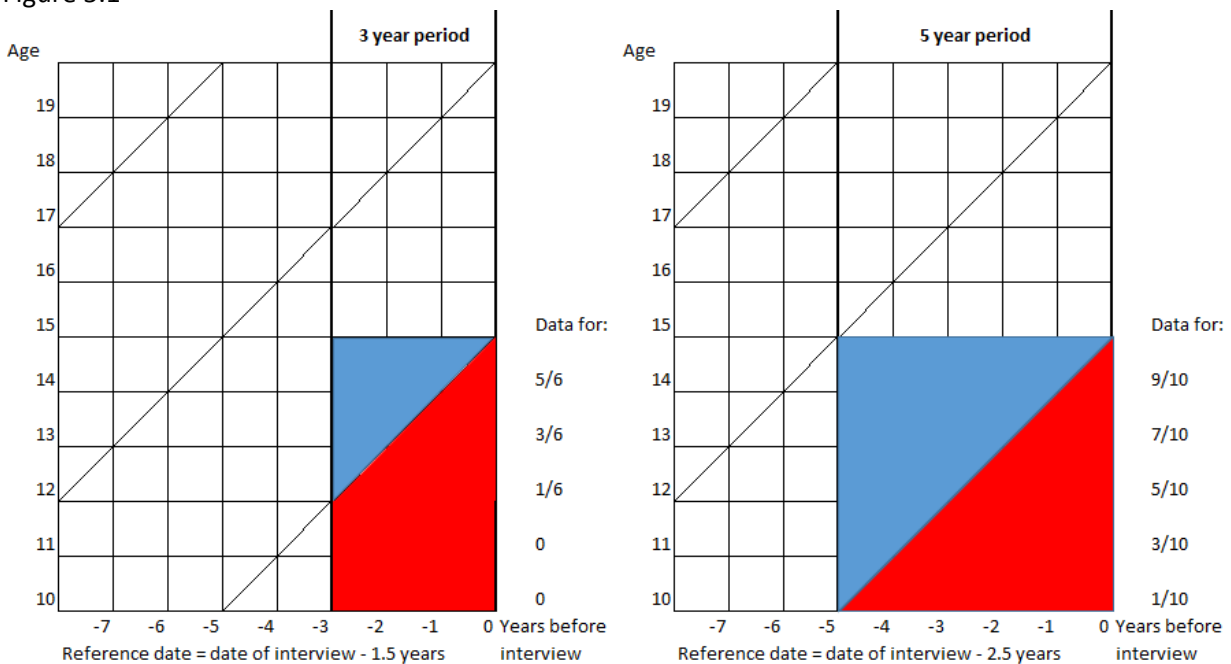 Figure
3 year period
Age
19
18
17
16
15
14
13
12
11
10
Data for:
5/6
3/6
1/6
0
0
-7 -6 -5 -4 -3 -2 -1 0 Years before
Reference date = date of interview - 1.5 years interview
5 year period
Age
19
18
17
16
15
14
13
12
11
10
Data for:
9/10
7/10
5/10
3/10
1/10
-7 -6 -5 -4 -3 -2 -1 0 Years before
Reference date = date of interview - 2.5 years interview